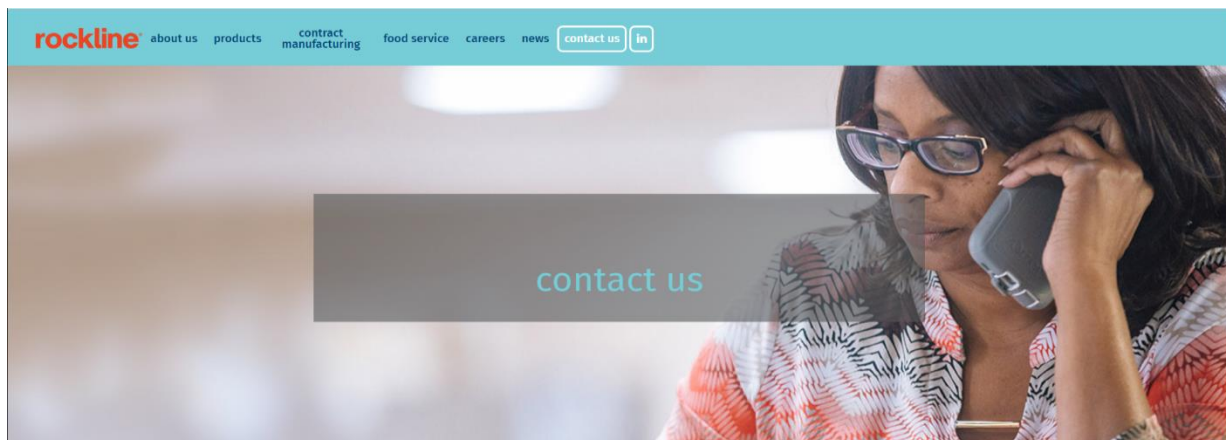 rockline® about us products contract manufacturing food service careers news contact us in
contact us